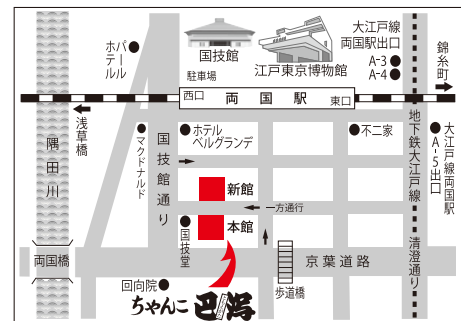 国技館
駐車場
江戸東京博物館
大江戸線
両国駅出口
A-3
A-4
錦糸町
パール
ホテル
西口
両国駅
東口
浅草橋
隅田川
マクドナルド
国技館通り
ホテル
ベルグランデ
不二家
地下鉄大江戸線
大江戸線両国駅
A-5出口
新館
一方通行
本館
国技堂
清澄通り
両国橋
京葉道路
歩道橋
回向院
ちゃんこ 巴潟